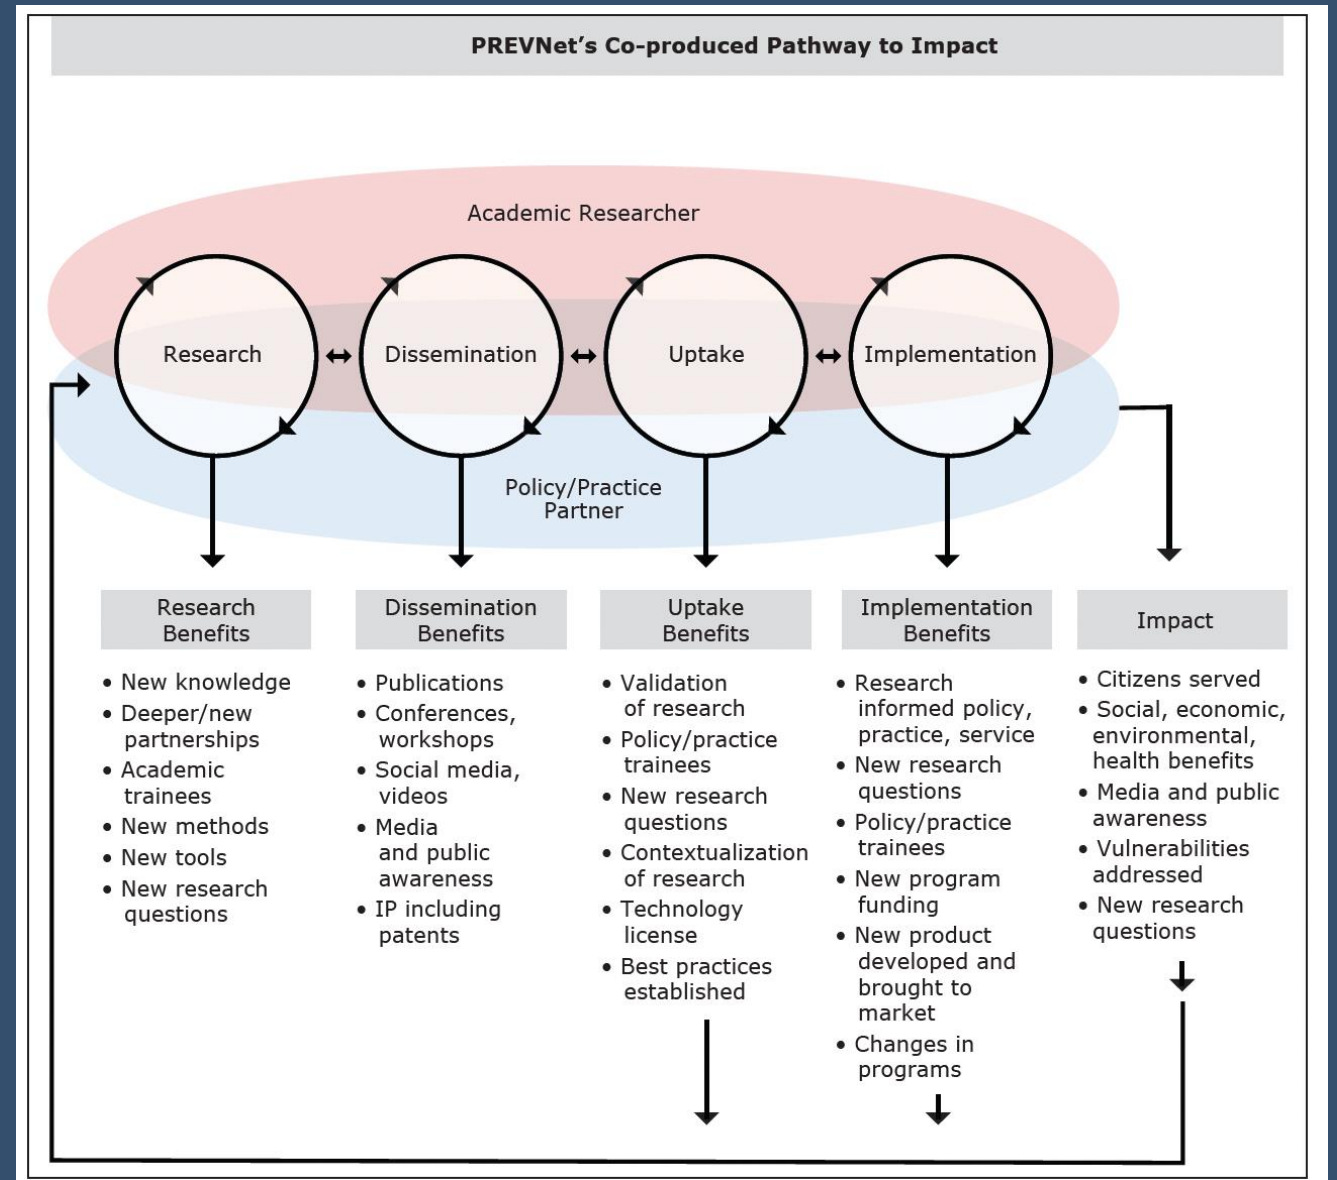 PREVNet’s Co-produced Pathway to Impact
Academic Researcher
Research
Dissemination
Uptake
Implementation
Policy/Practice
Partner
Research
Benefits
• New knowledge
• Deeper/new
partnerships
• Academic
trainees
• New methods
• New tools
• New research
questions
Dissemination
Benefits
• Publications
• Conferences,
workshops
• Social media,
videos
• Media
and public
awareness
• IP including
patents
Uptake
Benefits
• Validation
of research
• Policy/practice
trainees
• New research
questions
• Contextualization
of research
• Technology
license
• Best practices
established
Implementation
Benefits
• Research
informed policy,
practice, service
• New research
questions
• Policy/practice
trainees
• New program
funding
• New product
developed and
brought to
market
• Changes in
programs
Impact
• Citizens served
• Social, economic,
environmental,
health benefits
• Media and public
awareness
• Vulnerabilities
addressed
• New research
questions